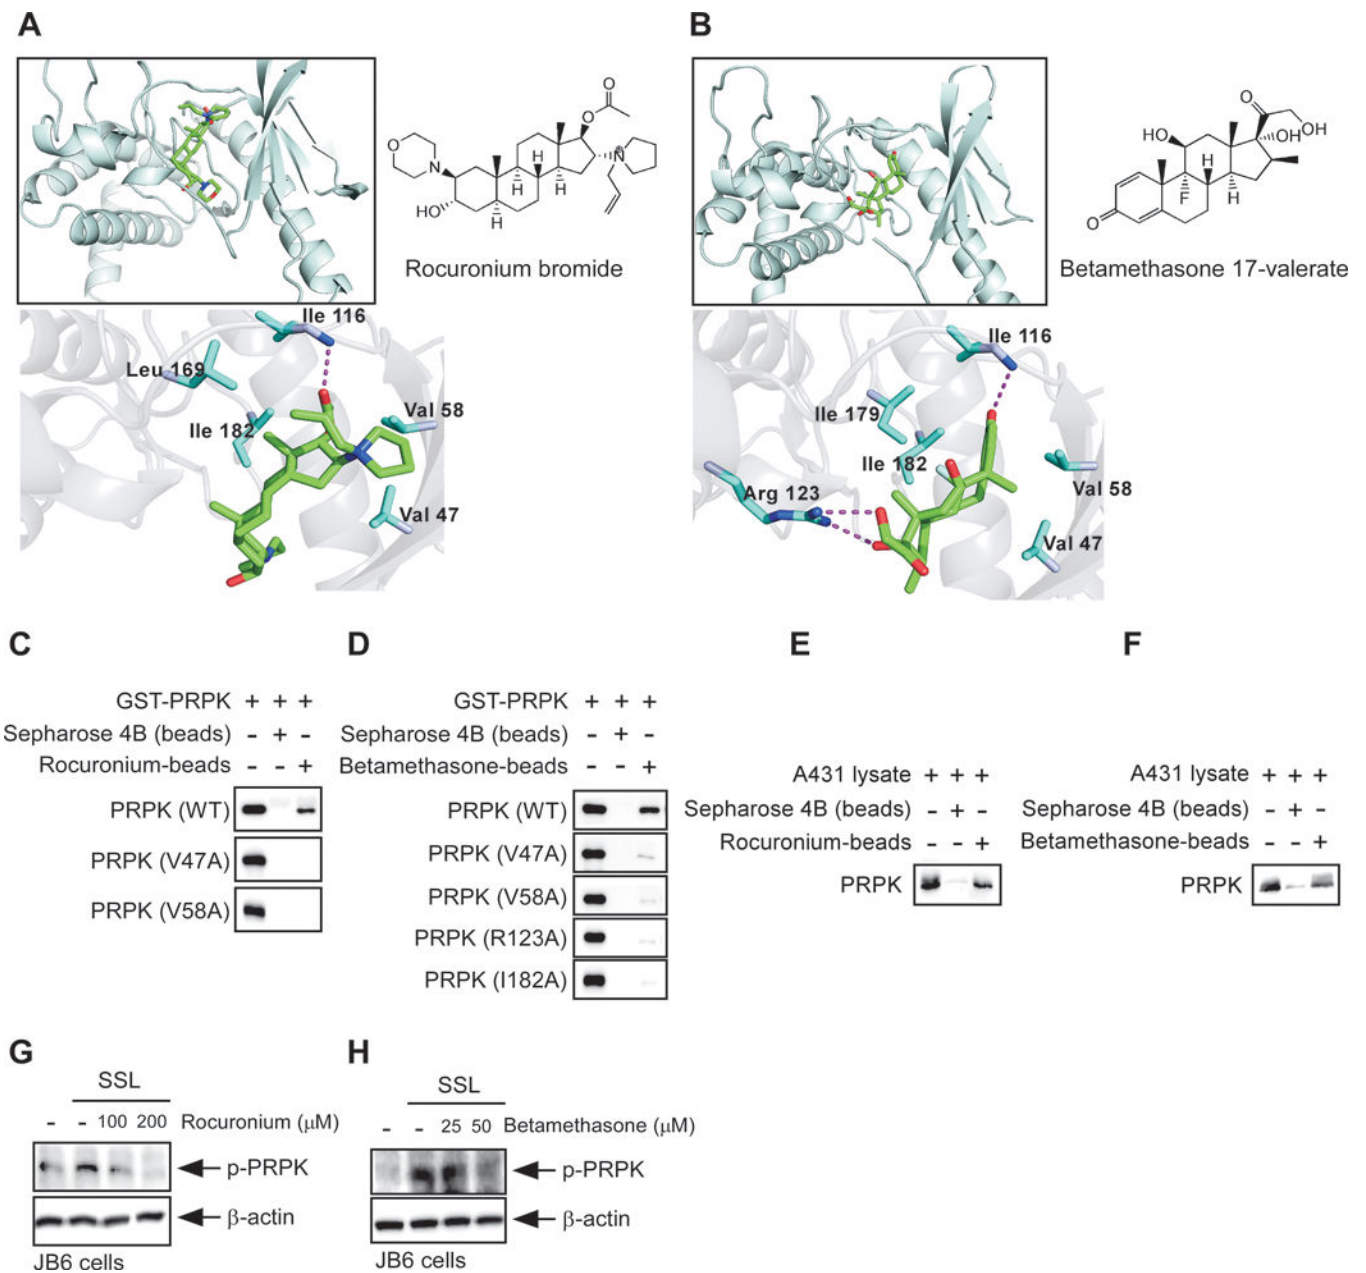 A
B
O
O
N
HO
H
H
H
H
O
N
Rocuronium bromide
O
HO
OH
OH
H
F
H
O
Betamethasone 17-valerate
Ile 116
Leu 169
Val 58
Ile 182
Val 47
Ile 116
Ile 179
Ile 182
Arg 123
Val 58
Val 47
C
GST-PRPK + + +
Sepharose 4B (beads) - + -
Rocuronium-beads - - +
PRPK (WT)
PRPK (V47A)
PRPK (V58A)
D
GST-PRPK + + +
Sepharose 4B (beads) - + -
Betamethasone-beads - - +
PRPK (WT)
PRPK (V47A)
PRPK (V58A)
PRPK (R123A)
PRPK (I182A)
E
A431 lysate + + +
Sepharose 4B (beads) - + -
Rocuronium-beads - - +
PRPK
F
A431 lysate + + +
Sepharose 4B (beads) - + -
Betamethasone-beads - - +
PRPK
G
SSL
- - 100 200 Rocuronium (μM)
p-PRPK
β-actin
JB6 cells
H
SSL
- - 25 50 Betamethasone (μM)
p-PRPK
β-actin
JB6 cells